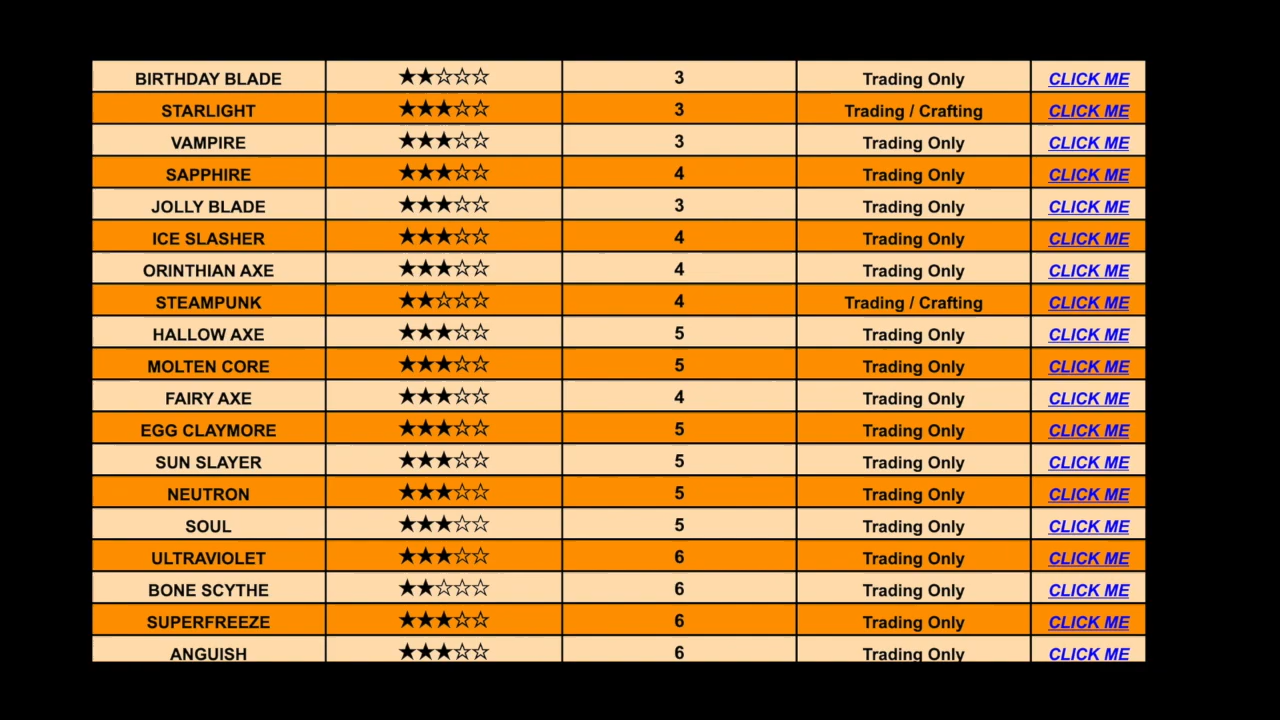 BIRTHDAY BLADE ★★☆☆☆ 3 Trading Only CLICK ME
STARLIGHT ★★★☆☆ 3 Trading / Crafting CLICK ME
VAMPIRE ★★★☆☆ 3 Trading Only CLICK ME
SAPPHIRE ★★★☆☆ 4 Trading Only CLICK ME
JOLLY BLADE ★★★☆☆ 3 Trading Only CLICK ME
ICE SLASHER ★★★☆☆ 4 Trading Only CLICK ME
ORINTHIAN AXE ★★★☆☆ 4 Trading Only CLICK ME
STEAMPUNK ★★☆☆☆ 4 Trading / Crafting CLICK ME
HALLOW AXE ★★★☆☆ 5 Trading Only CLICK ME
MOLTEN CORE ★★★☆☆ 5 Trading Only CLICK ME
FAIRY AXE ★★★☆☆ 4 Trading Only CLICK ME
EGG CLAYMORE ★★★☆☆ 5 Trading Only CLICK ME
SUN SLAYER ★★★☆☆ 5 Trading Only CLICK ME
NEUTRON ★★★☆☆ 5 Trading Only CLICK ME
SOUL ★★★☆☆ 5 Trading Only CLICK ME
ULTRAVIOLET ★★★☆☆ 6 Trading Only CLICK ME
BONE SCYTHE ★★☆☆☆ 6 Trading Only CLICK ME
SUPERFREEZE ★★★☆☆ 6 Trading Only CLICK ME
ANGUISH ★★★☆☆ 6 Trading Only CLICK ME